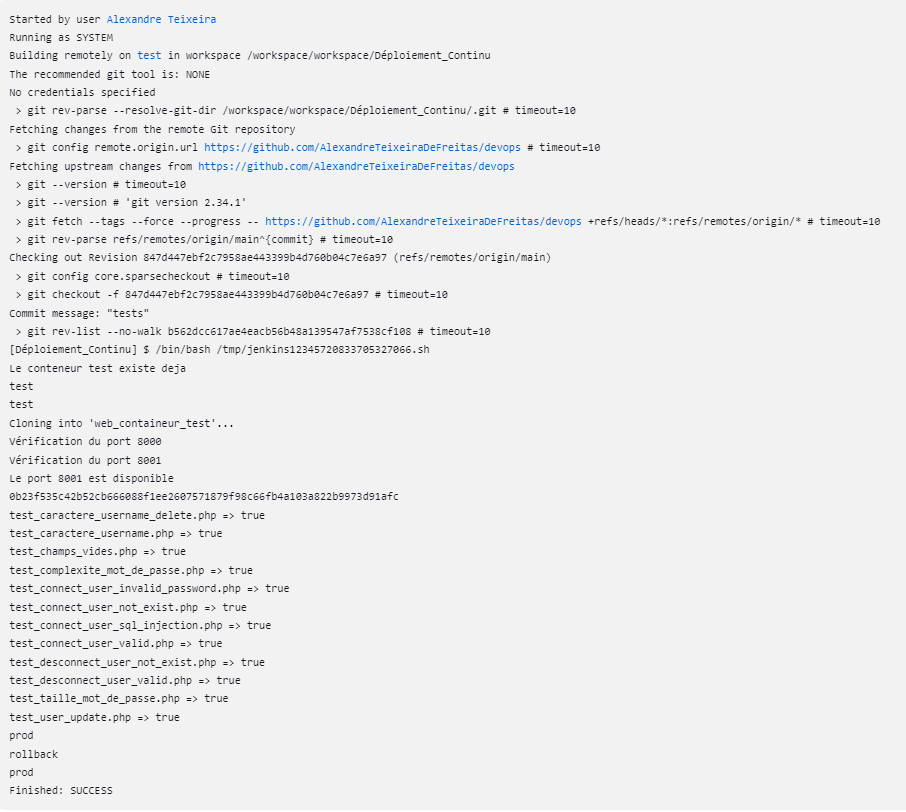 Started by user Alexandre Teixeira
Running as SYSTEM
Building remotely on test in workspace /workspace/workspace/Déploiement_Continu
The recommended git tool is: NONE
No credentials specified
 > git rev-parse --resolve-git-dir /workspace/workspace/Déploiement_Continu/.git # timeout=10
Fetching changes from the remote Git repository
 > git config remote.origin.url https://github.com/AlexandreTeixeiraDeFreitas/devops # timeout=10
Fetching upstream changes from https://github.com/AlexandreTeixeiraDeFreitas/devops
 > git --version # timeout=10
 > git --version # 'git version 2.34.1'
 > git fetch --tags --force --progress -- https://github.com/AlexandreTeixeiraDeFreitas/devops +refs/heads/*:refs/remotes/origin/* # timeout=10
 > git rev-parse refs/remotes/origin/main^{commit} # timeout=10
Checking out Revision 847d447ebf2c7958ae443399b4d760b04c7e6a97 (refs/remotes/origin/main)
 > git config core.sparsecheckout # timeout=10
 > git checkout -f 847d447ebf2c7958ae443399b4d760b04c7e6a97 # timeout=10
Commit message: "tests"
 > git rev-list --no-walk b562dcc617ae4eacb56b48a139547af7538cf108 # timeout=10
[Déploiement_Continu] $ /bin/bash /tmp/jenkins12345720833705327066.sh
Le conteneur test existe deja
test
test
Cloning into 'web_containeur_test'...
Vérification du port 8000
Vérification du port 8001
Le port 8001 est disponible
0b23f535c42b52cb666088f1ee2607571879f98c66fb4a103a822b9973d91afc
test_caractere_username_delete.php => true
test_caractere_username.php => true
test_champs_vides.php => true
test_complexite_mot_de_passe.php => true
test_connect_user_invalid_password.php => true
test_connect_user_not_exist.php => true
test_connect_user_sql_injection.php => true
test_connect_user_valid.php => true
test_desconnect_user_not_exist.php => true
test_desconnect_user_valid.php => true
test_taille_mot_de_passe.php => true
test_user_update.php => true
prod
rollback
prod
Finished: SUCCESS